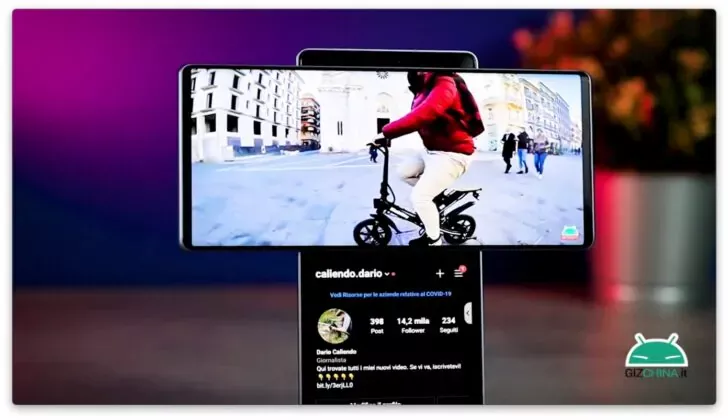 caliendo.dario
Vedi Risorse per le aziende relative al COVID-19
398 14,2 mila 234
Post Follower Seguiti
Dario Caliendo
Giornalista
Qui trovate tutti i miei nuovi video. Se vi va, iscrivetevi!
👇👇👇👇👇
bit.ly/3erjLL0
GIZCHINA.it